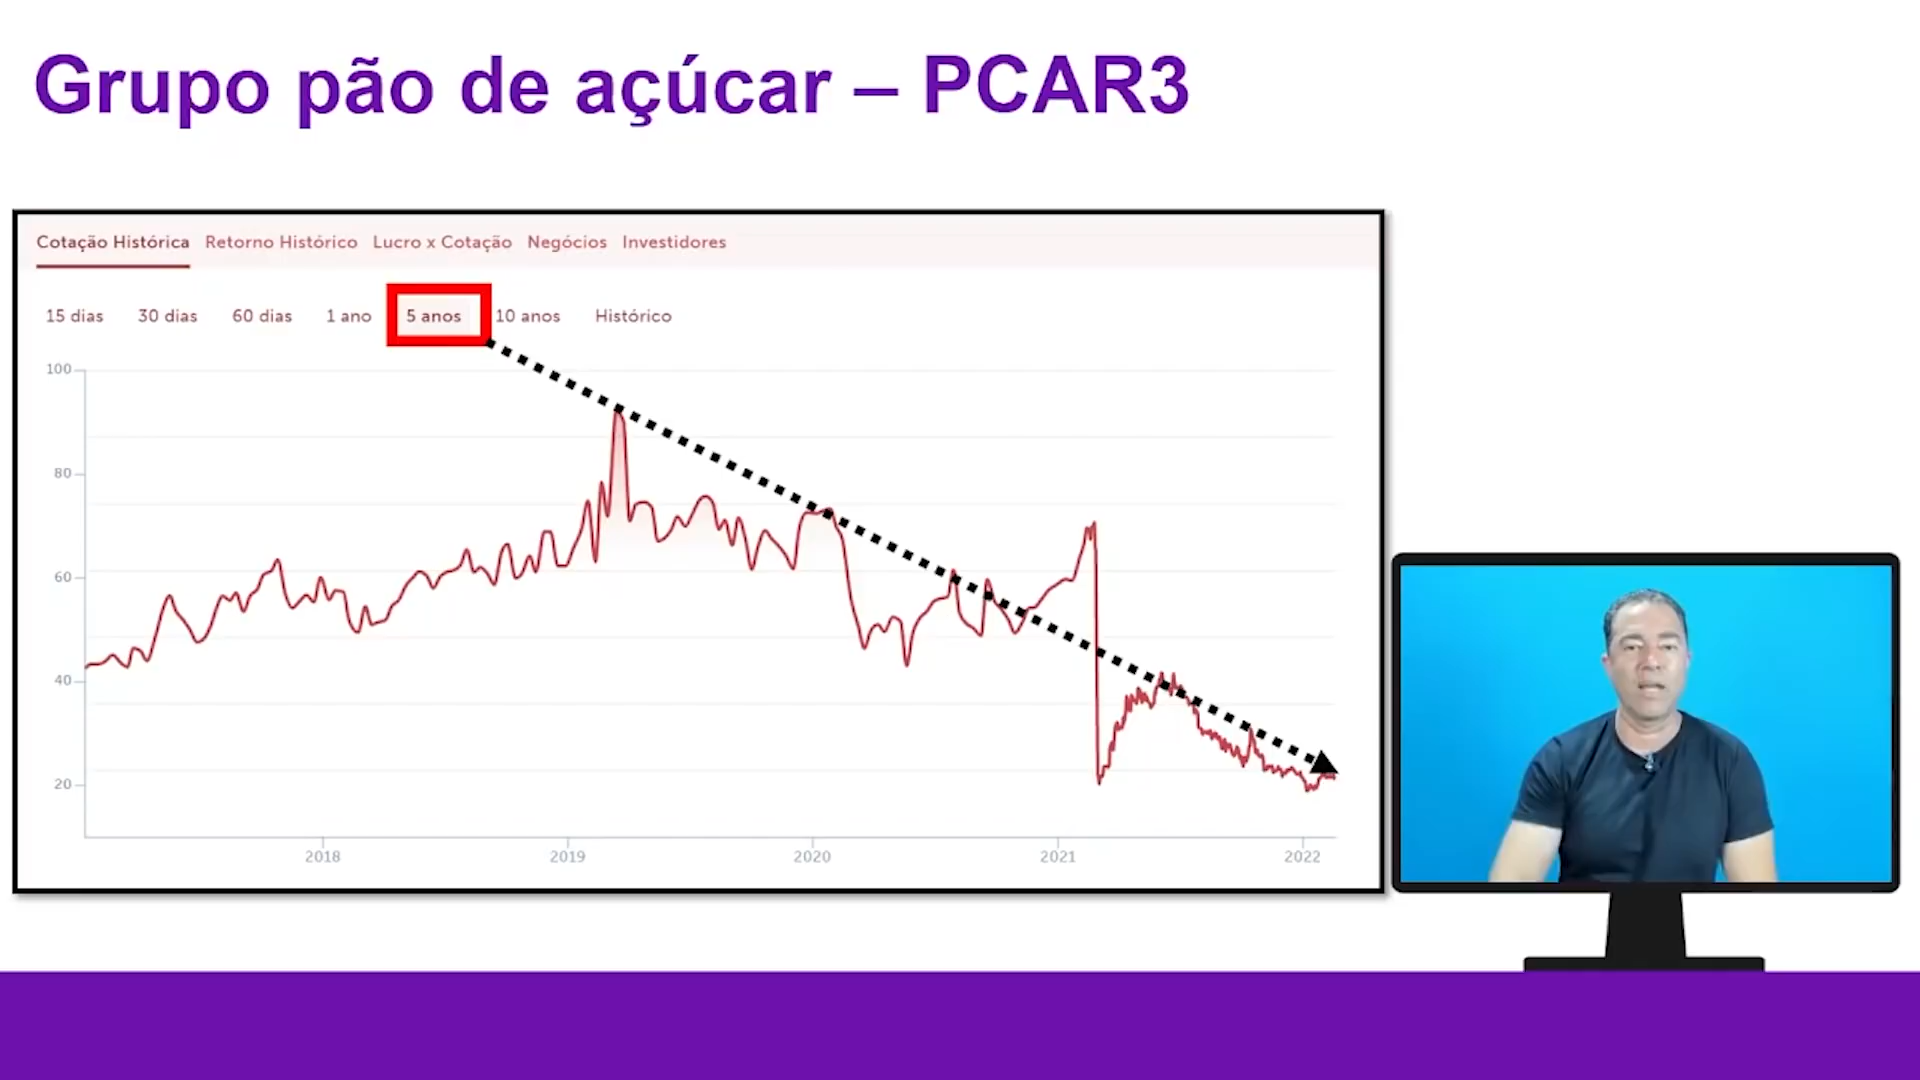 Grupo pão de açúcar – PCAR3
Cotação Histórica Retorno Histórico Lucro x Cotação Negócios Investidores
15 dias 30 dias 60 dias 1 ano 5 anos 10 anos Histórico
100
80
60
40
20
2018 2019 2020 2021 2022